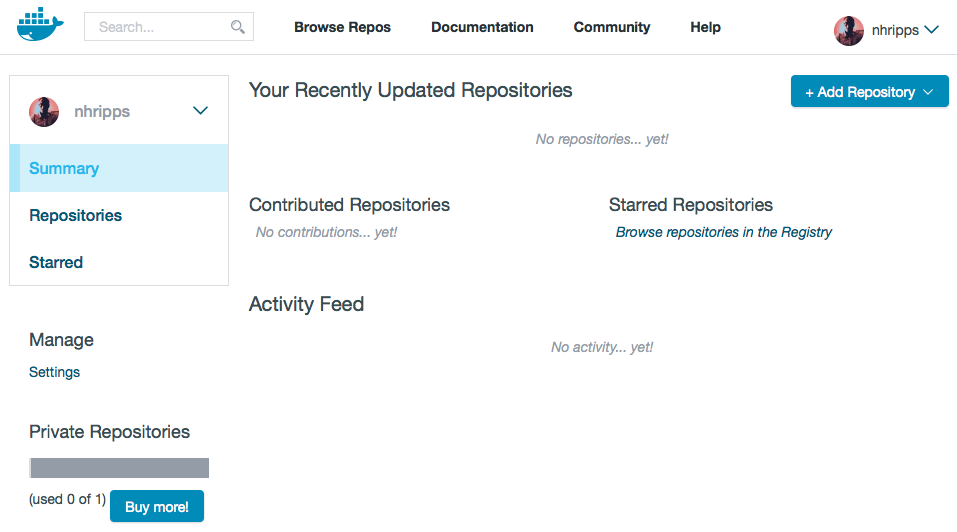 Search...
Browse Repos
Documentation
Community
Help
nhripps
nhripps
Summary
Repositories
Starred
Manage
Settings
Private Repositories
(used 0 of 1)
Buy more!
Your Recently Updated Repositories
+ Add Repository
No repositories... yet!
Contributed Repositories
No contributions... yet!
Starred Repositories
Browse repositories in the Registry
Activity Feed
No activity... yet!